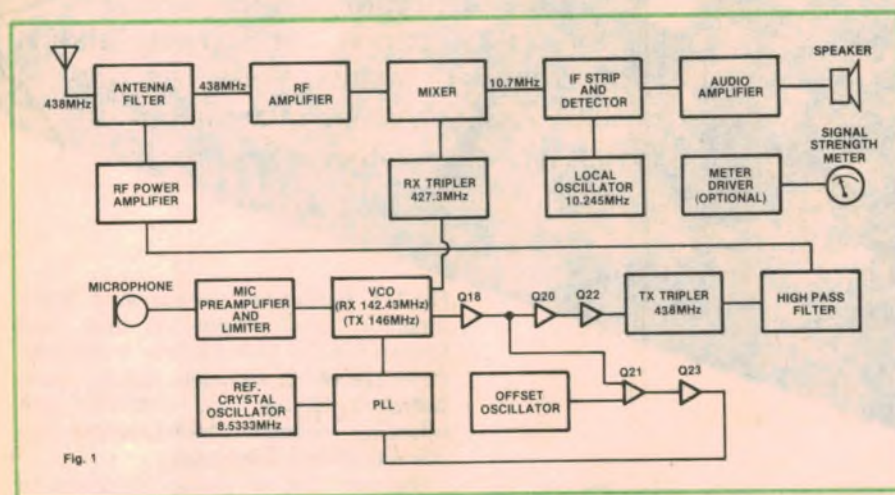 SPEAKER
438MHz
ANTENNA
FILTER
438MHz
RF
AMPLIFIER
MIXER
10.7MHz
IF STRIP
AND
DETECTOR
AUDIO
AMPLIFIER
SIGNAL
STRENGTH
METER
RF POWER
AMPLIFIER
RX TRIPLER
427.3MHz
LOCAL
OSCILLATOR
10.245MHz
METER
DRIVER
(OPTIONAL)
MICROPHONE
MIC
PREAMPLIFIER
AND
LIMITER
VCO
(RX 142.43MHz)
(TX 146MHz)
Q18
Q20
Q22
TX TRIPLER
438MHz
HIGH PASS
FILTER
REF.
CRYSTAL
OSCILLATOR
8.5333MHz
PLL
OFFSET
OSCILLATOR
Q21
Q23
Fig. 1